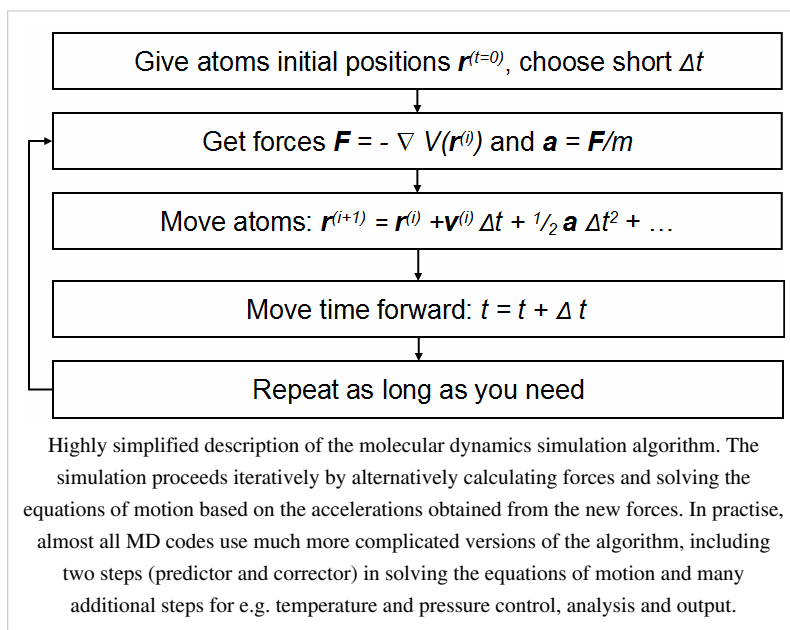 Give atoms initial positions r⁽ᵗ⁼⁰⁾, choose short Δt
Get forces F = - ∇ V(r⁽ⁱ⁾) and a = F/m
Move atoms: r⁽ⁱ⁺¹⁾ = r⁽ⁱ⁾ +v⁽ⁱ⁾ Δt + ¹/₂ a Δt² + …
Move time forward: t = t + Δ t
Repeat as long as you need
Highly simplified description of the molecular dynamics simulation algorithm. The
simulation proceeds iteratively by alternatively calculating forces and solving the
equations of motion based on the accelerations obtained from the new forces. In practise,
almost all MD codes use much more complicated versions of the algorithm, including
two steps (predictor and corrector) in solving the equations of motion and many
additional steps for e.g. temperature and pressure control, analysis and output.